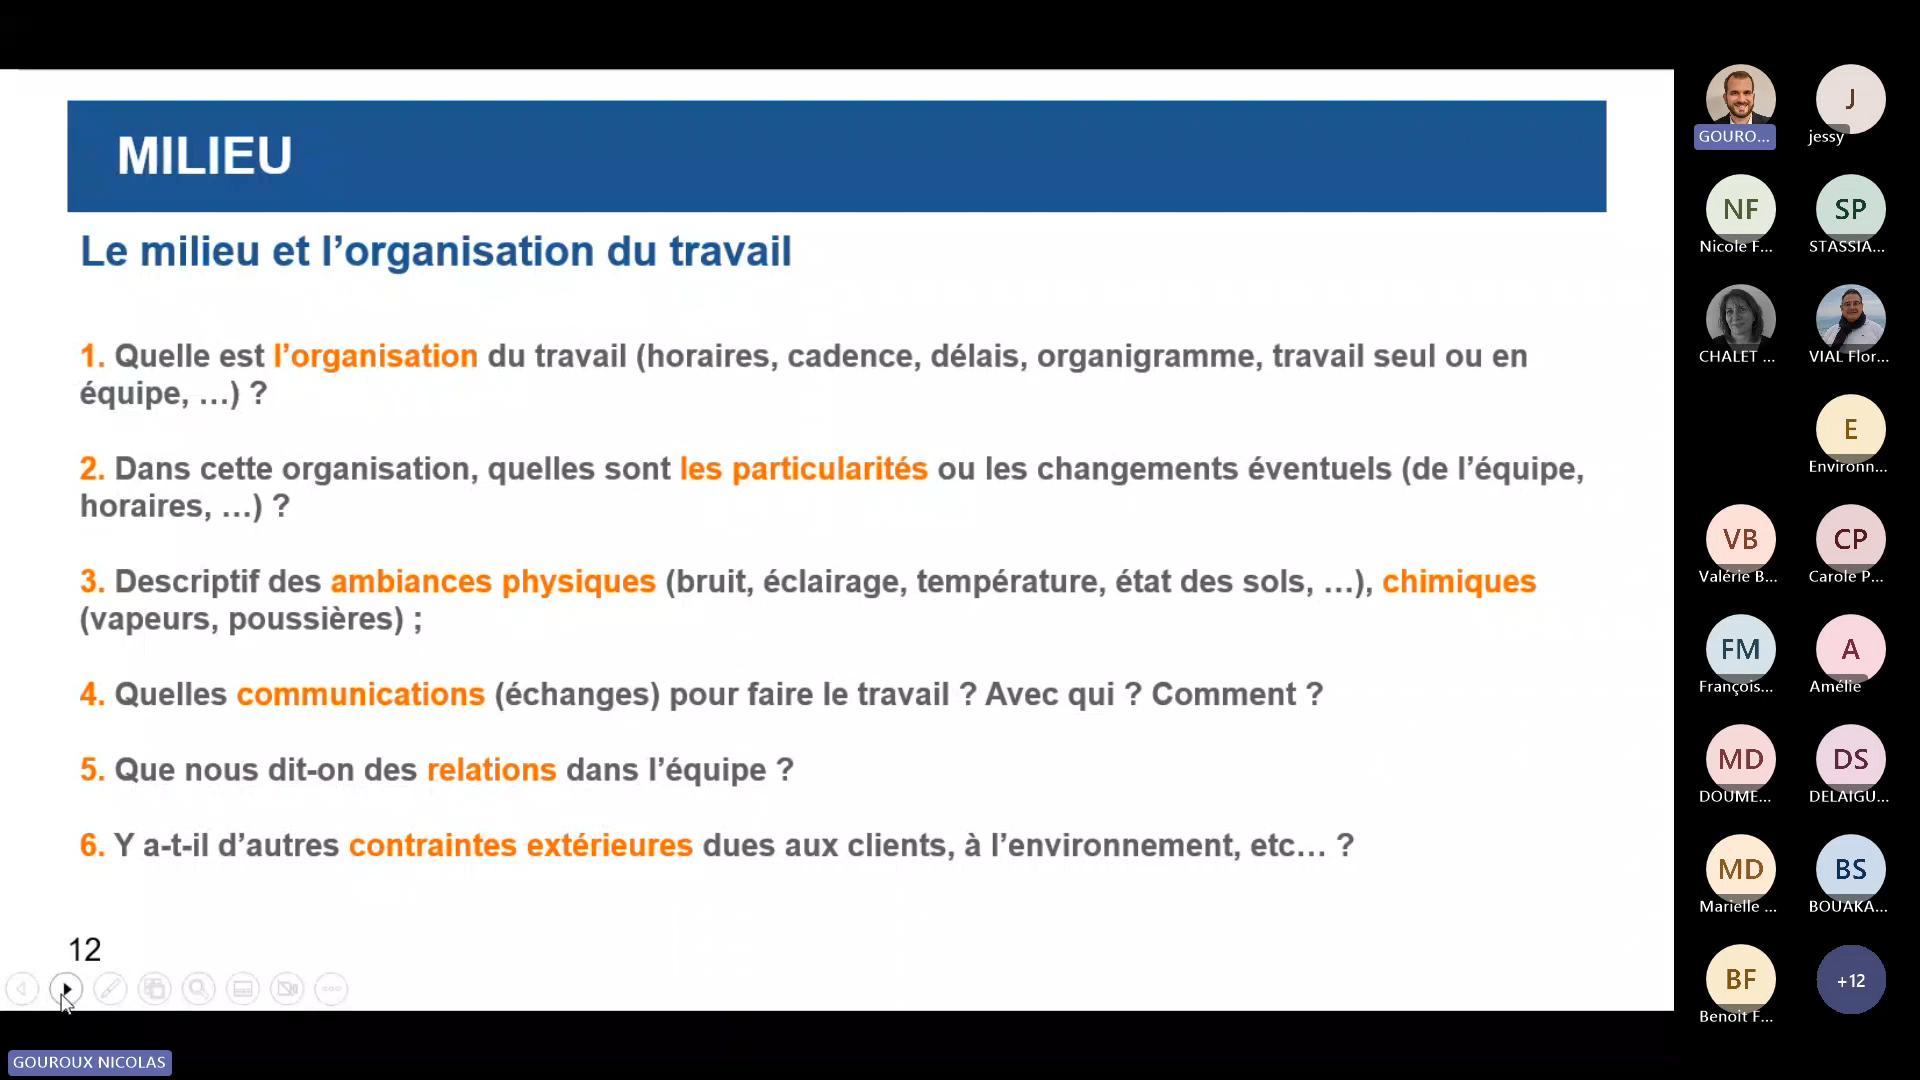 MILIEU
Le milieu et l’organisation du travail
1. Quelle est l’organisation du travail (horaires, cadence, délais, organigramme, travail seul ou en
équipe, …) ?
2. Dans cette organisation, quelles sont les particularités ou les changements éventuels (de l’équipe,
horaires, …) ?
3. Descriptif des ambiances physiques (bruit, éclairage, température, état des sols, …), chimiques
(vapeurs, poussières) ;
4. Quelles communications (échanges) pour faire le travail ? Avec qui ? Comment ?
5. Que nous dit-on des relations dans l’équipe ?
6. Y a-t-il d’autres contraintes extérieures dues aux clients, à l’environnement, etc… ?
12
GOUROUX NICOLAS
GOURO...
J
jessy
NF
Nicole F...
SP
STASSIA...
CHALET ...
VIAL Flor...
E
Environn...
VB
Valérie B...
CP
Carole P...
FM
François...
A
Amélie
MD
DOUME...
DS
DELAIGU...
MD
Marielle ...
BS
BOUAKA...
BF
Benoit F...
+12